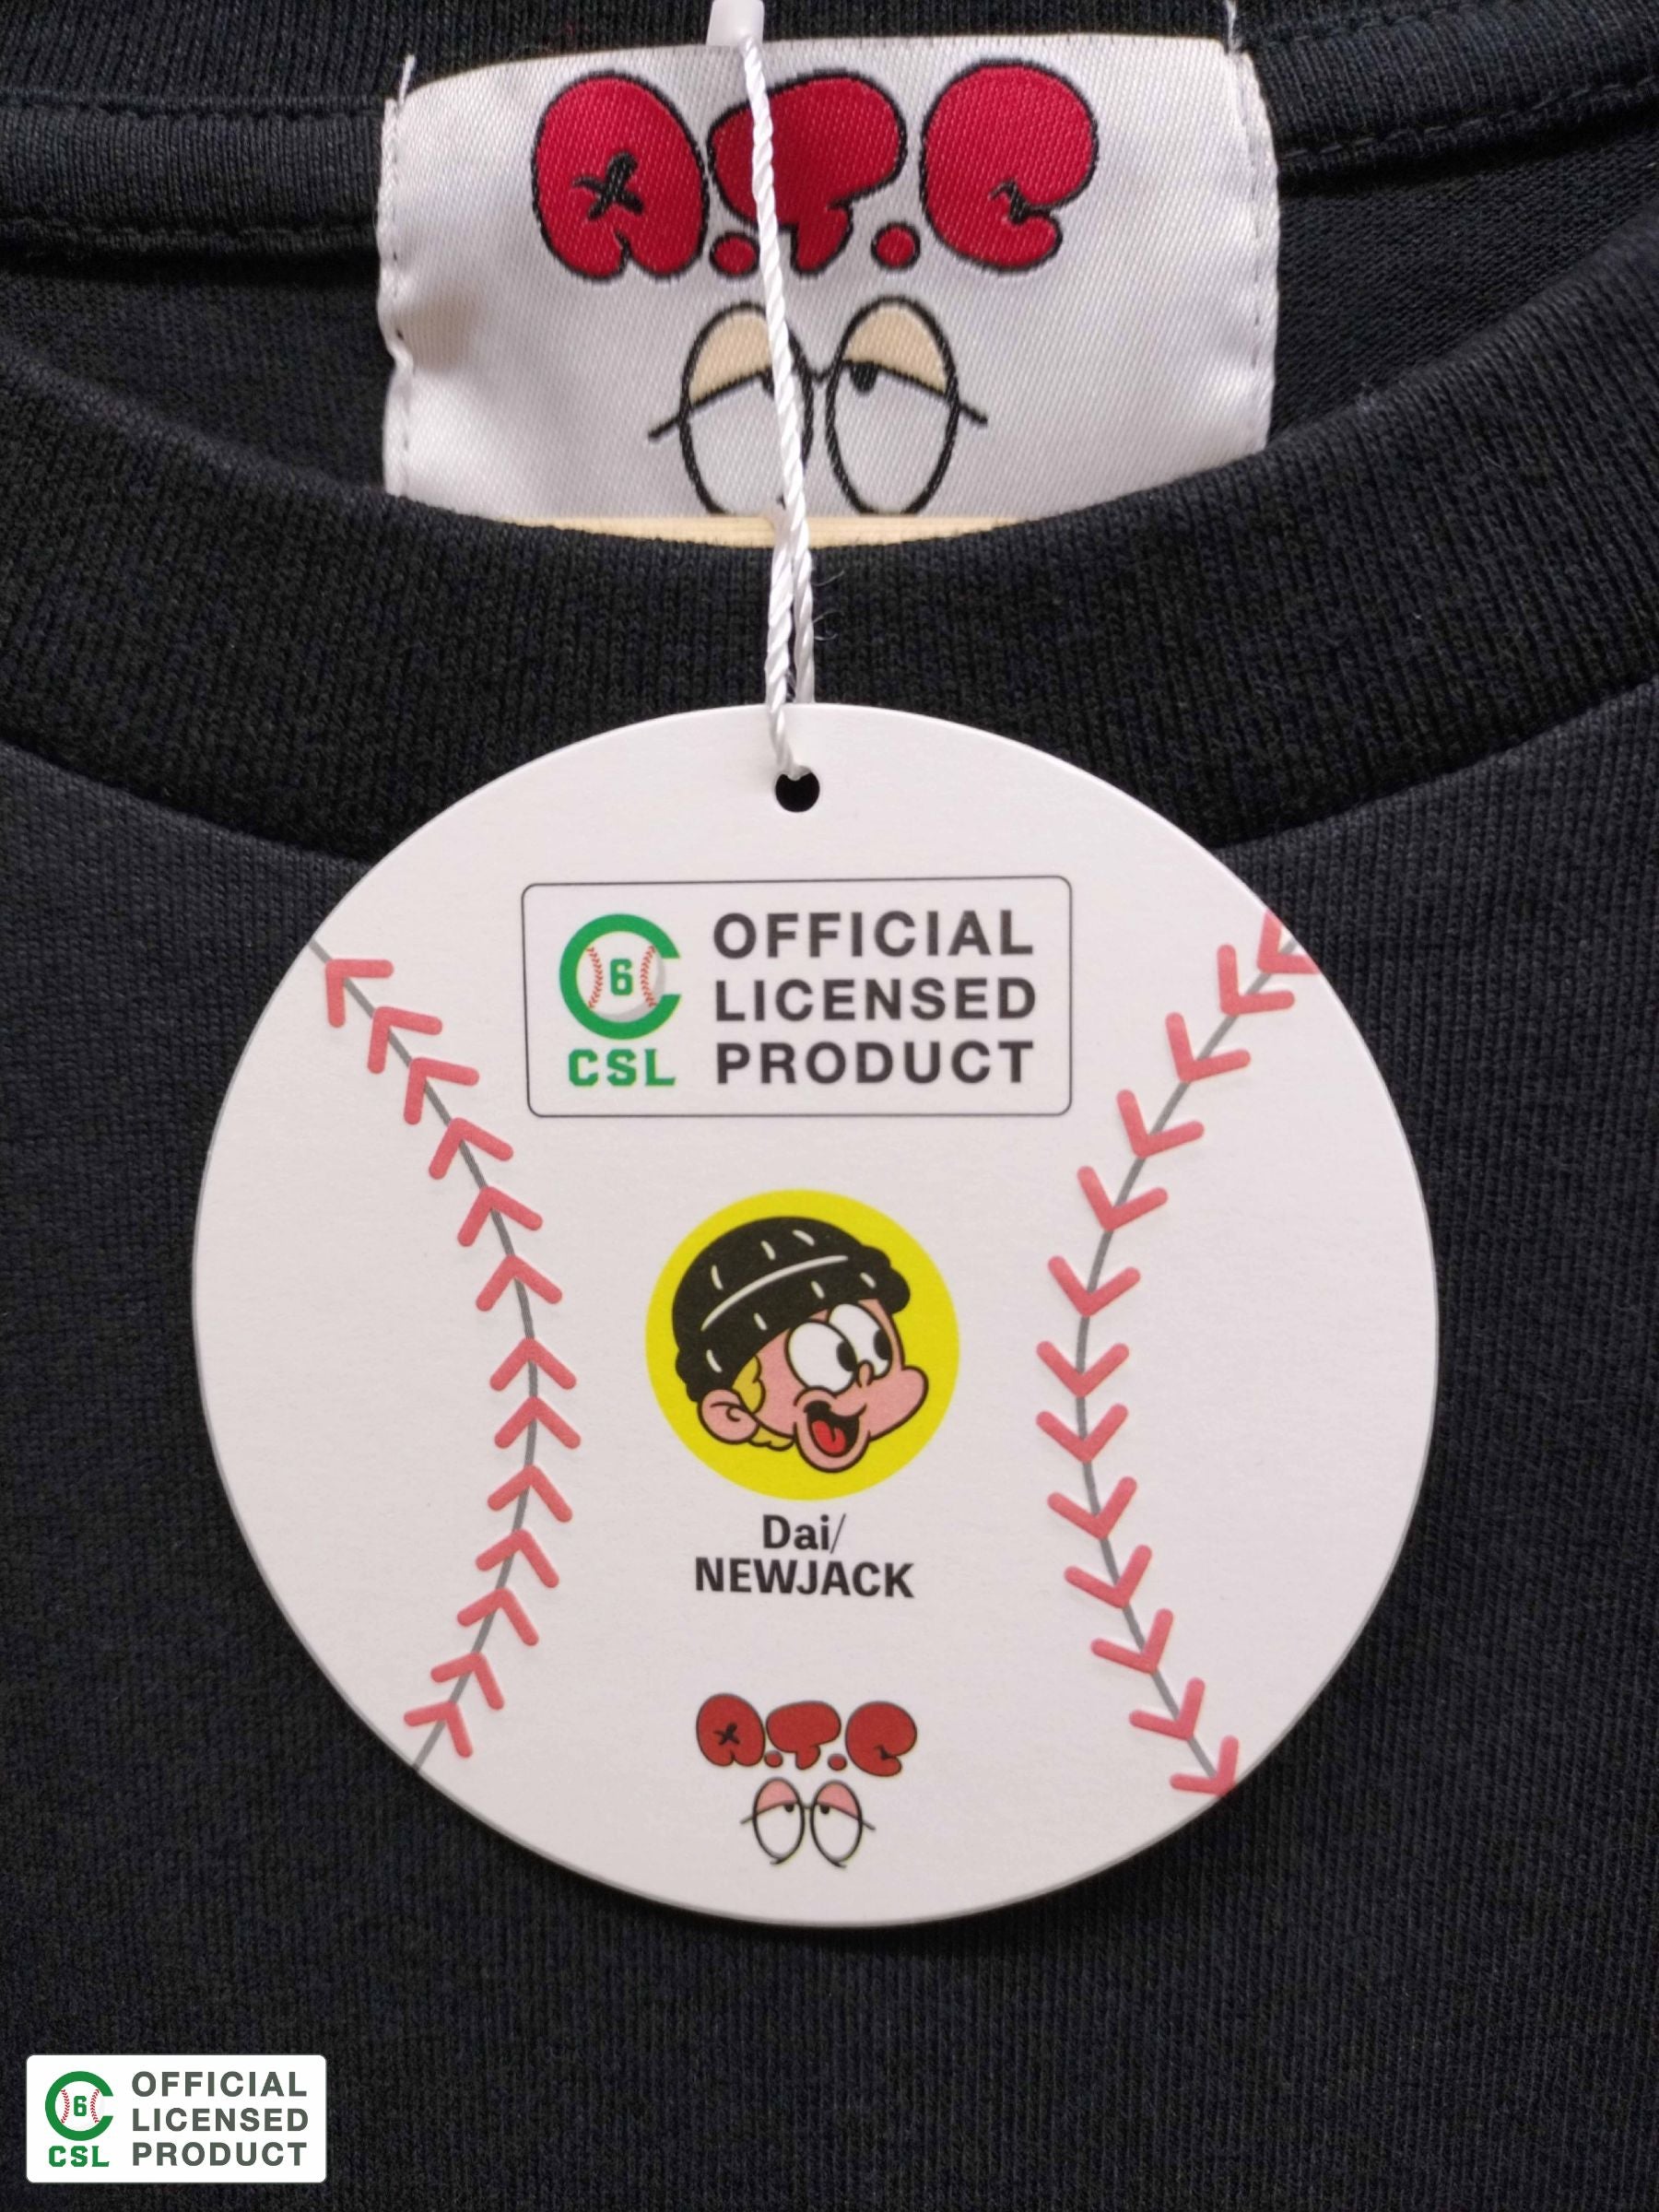 A.T.C
6
CSL
OFFICIAL
LICENSED
PRODUCT
Dai/
NEWJACK
A.T.C
6
CSL
OFFICIAL
LICENSED
PRODUCT